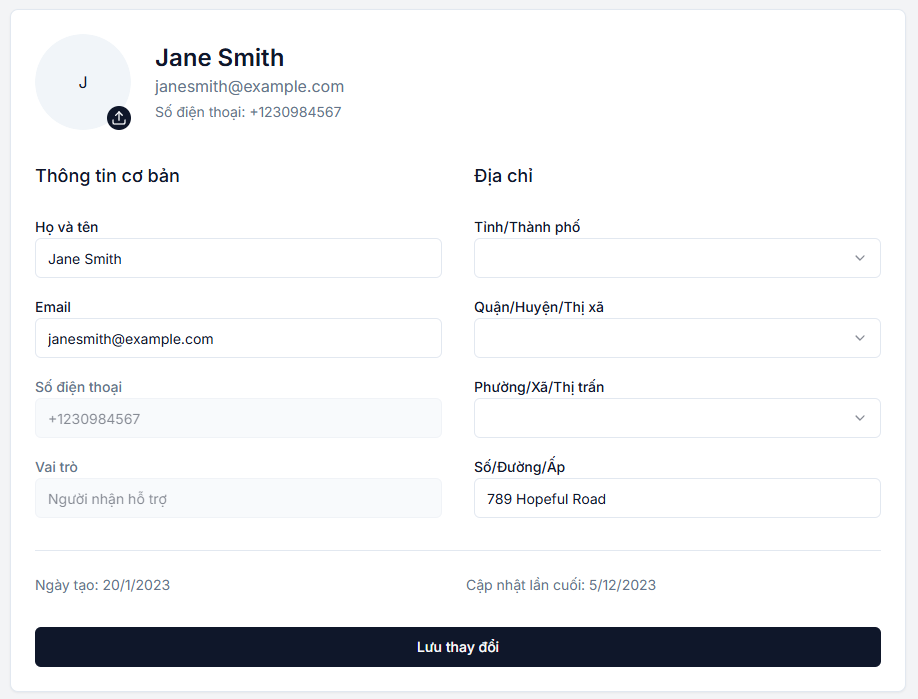 J
Jane Smith
janesmith@example.com
Số điện thoại: +1230984567
Thông tin cơ bản
Họ và tên
Jane Smith
Email
janesmith@example.com
Số điện thoại
+1230984567
Vai trò
Người nhận hỗ trợ
Địa chỉ
Tỉnh/Thành phố
Quận/Huyện/Thị xã
Phường/Xã/Thị trấn
Số/Đường/Ấp
789 Hopeful Road
Ngày tạo: 20/1/2023
Cập nhật lần cuối: 5/12/2023
Lưu thay đổi